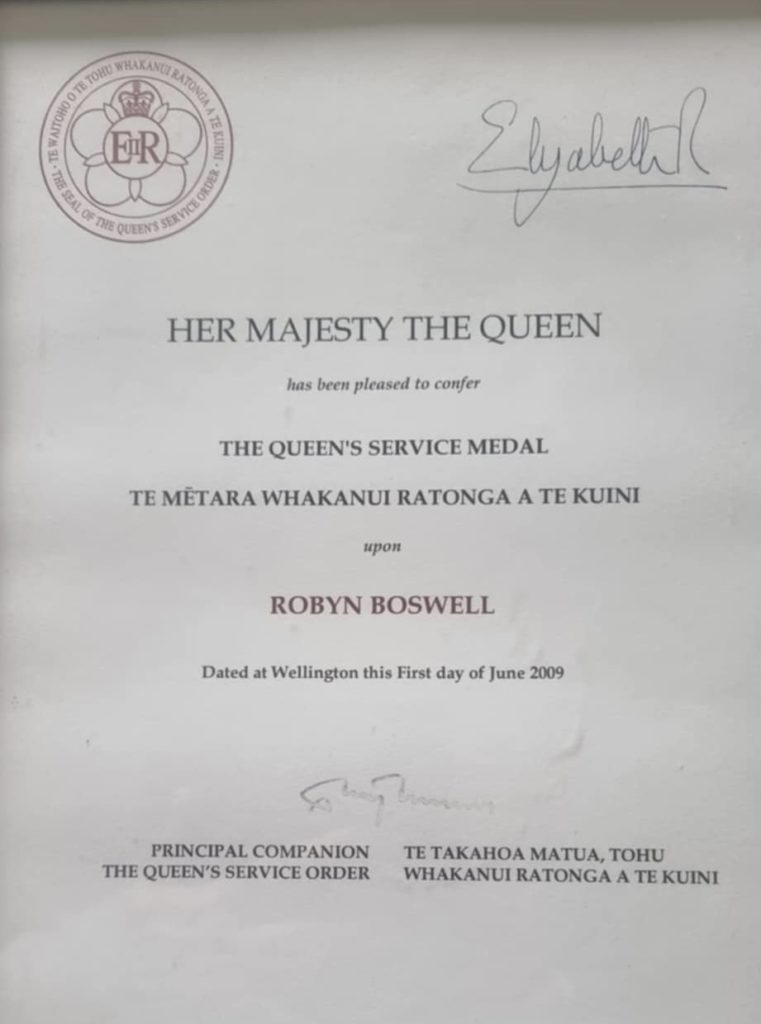 · TE WAITOHO O TE TOHU WHAKANUI RATONGA A TE KUINI ·
THE SEAL OF THE QUEEN'S SERVICE ORDER
EIIR
Elizabeth R
HER MAJESTY THE QUEEN
has been pleased to confer
THE QUEEN'S SERVICE MEDAL
TE MĒTARA WHAKANUI RATONGA A TE KUINI
upon
ROBYN BOSWELL
Dated at Wellington this First day of June 2009
PRINCIPAL COMPANION
THE QUEEN'S SERVICE ORDER
TE TAKAHOA MATUA, TOHU
WHAKANUI RATONGA A TE KUINI